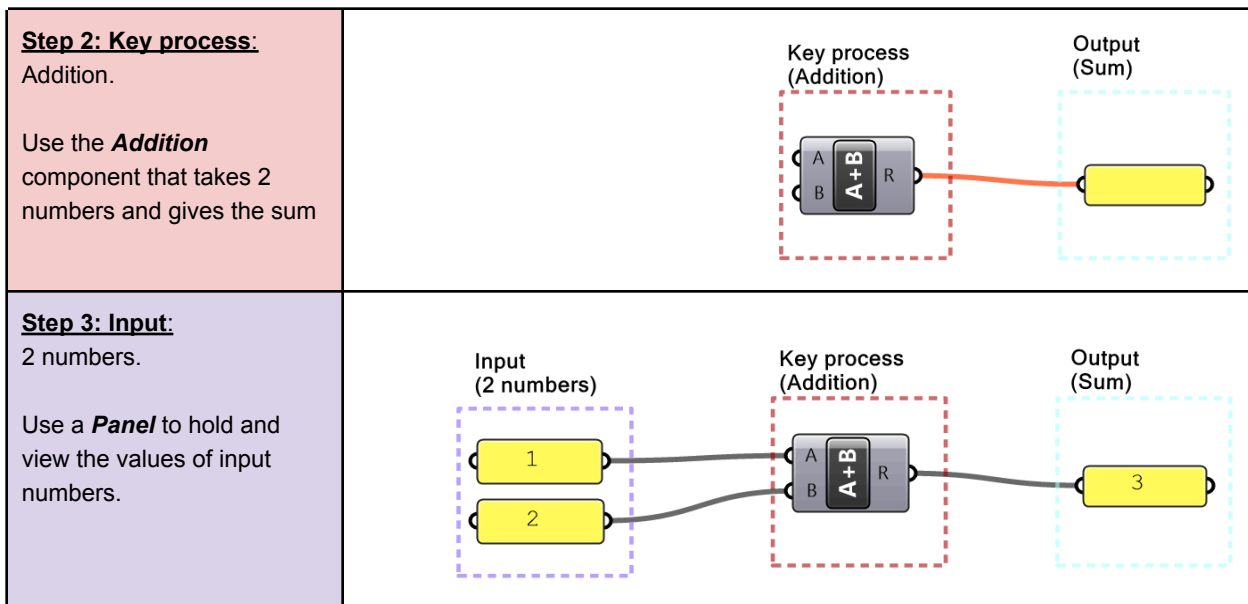 Step 2: Key process:
Addition.
Use the Addition
component that takes 2
numbers and gives the sum
Key process
(Addition)
Output
(Sum)
A
B
A+B
R
Step 3: Input:
2 numbers.
Use a Panel to hold and
view the values of input
numbers.
Input
(2 numbers)
Key process
(Addition)
Output
(Sum)
1
2
A
B
A+B
R
3